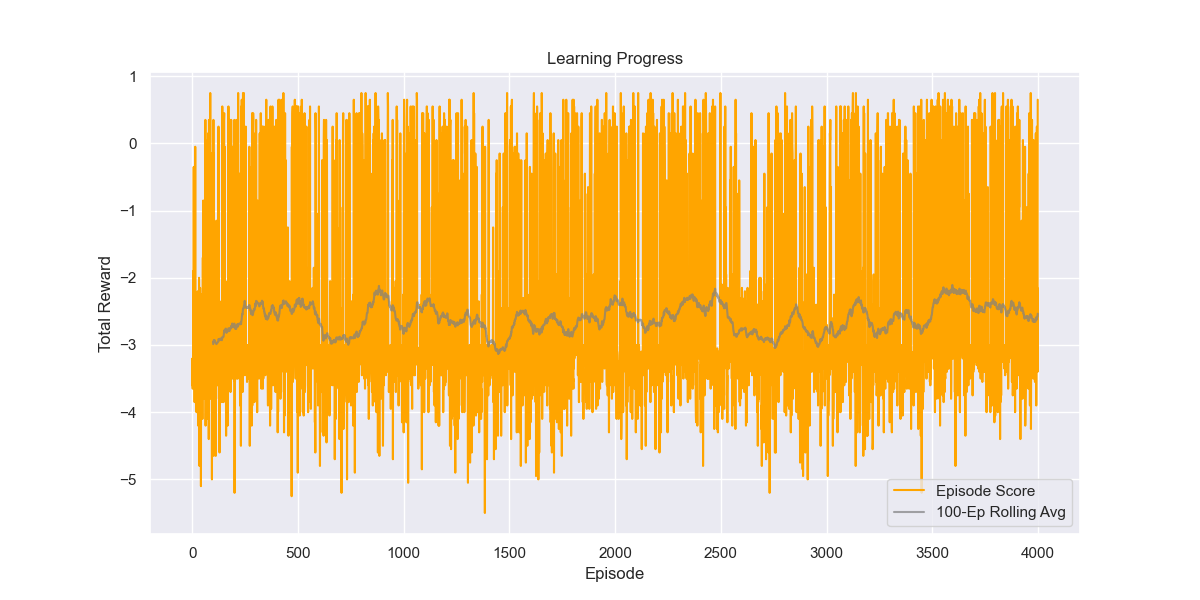 Learning Progress
1
0
−1
−2
−3
−4
−5
Total Reward
0 500 1000 1500 2000 2500 3000 3500 4000
Episode
Episode Score
100-Ep Rolling Avg